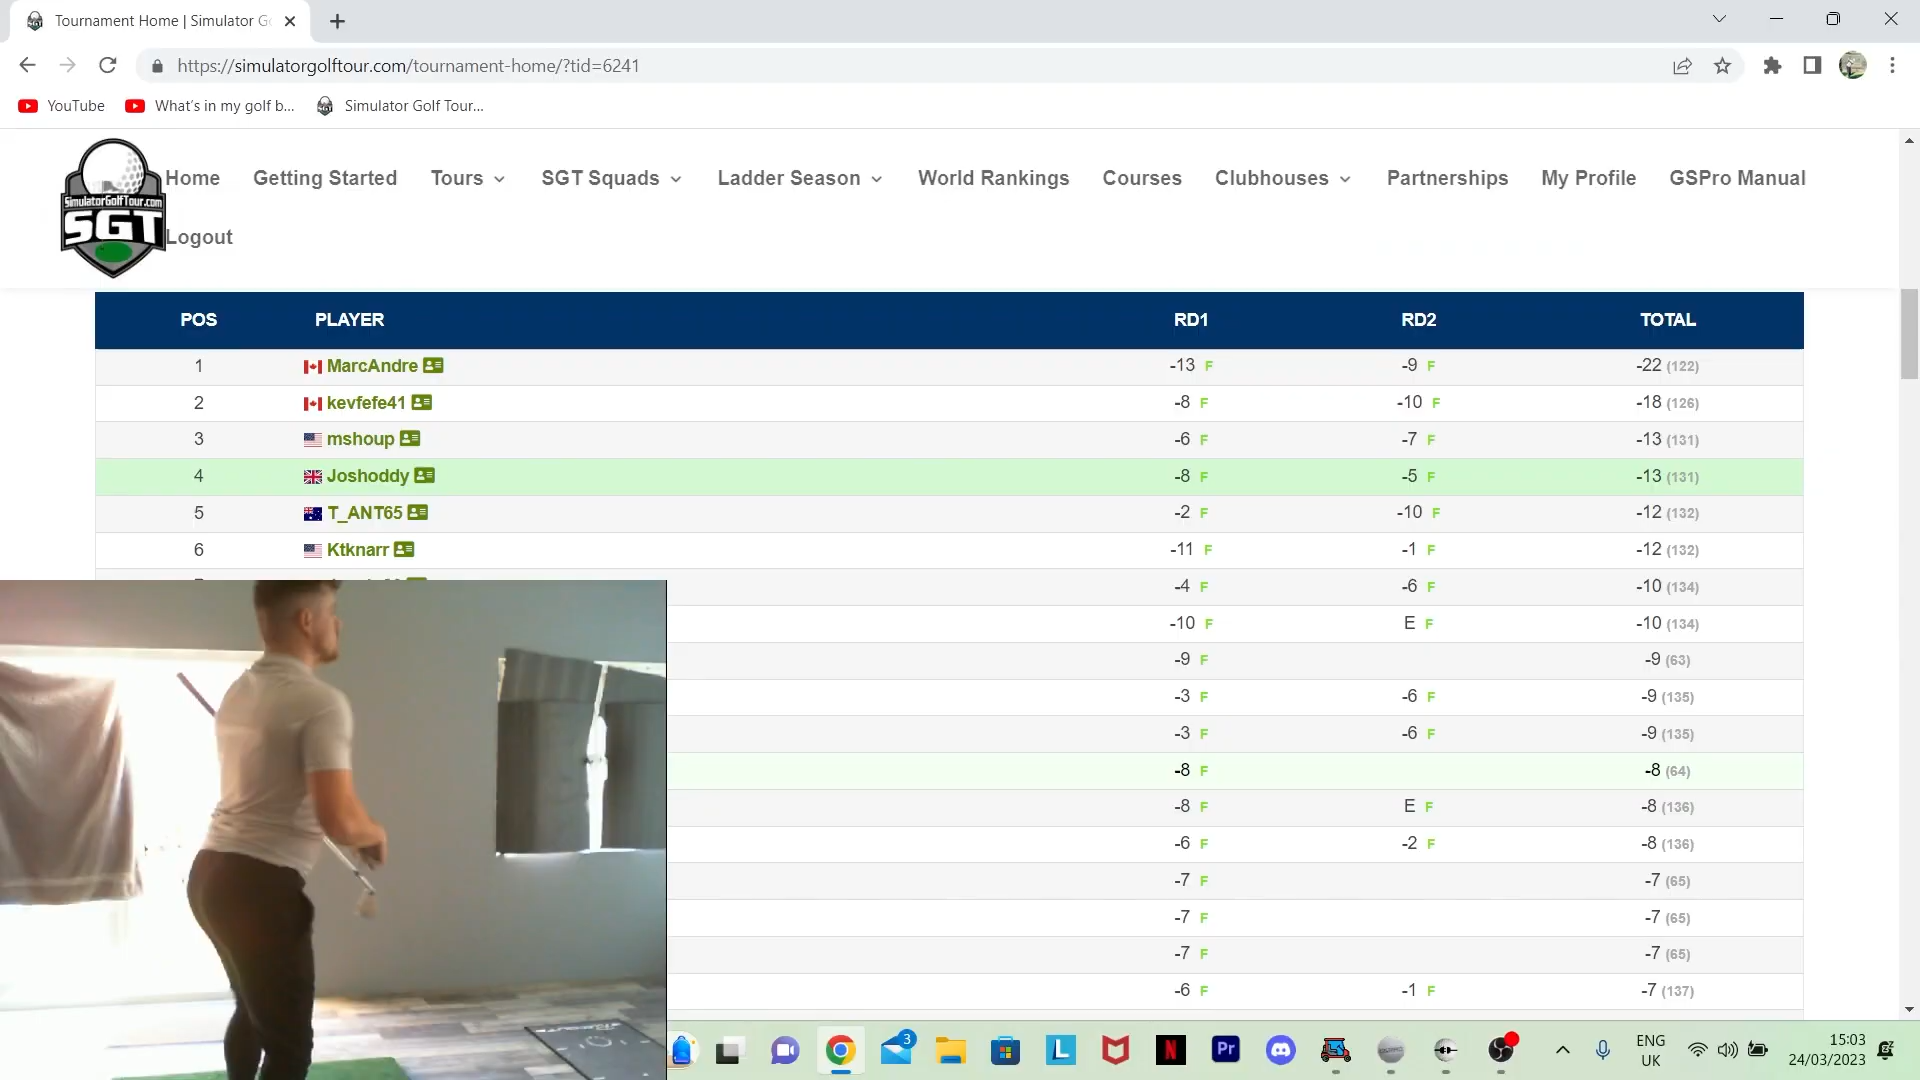 Tournament Home | Simulator G
https://simulatorgolftour.com/tournament-home/?tid=6241
YouTube What's in my golf b... Simulator Golf Tour...
SimulatorGolfTour.com
SGT
Home Getting Started Tours SGT Squads Ladder Season World Rankings Courses Clubhouses Partnerships My Profile GSPro Manual
Logout
POS PLAYER RD1 RD2 TOTAL
1 MarcAndre -13 F -9 F -22 (122)
2 kevfefe41 -8 F -10 F -18 (126)
3 mshoup -6 F -7 F -13 (131)
4 Joshoddy -8 F -5 F -13 (131)
5 T_ANT65 -2 F -10 F -12 (132)
6 Ktknarr -11 F -1 F -12 (132)
-4 F -6 F -10 (134)
-10 F E F -10 (134)
-9 F -9 (63)
-3 F -6 F -9 (135)
-3 F -6 F -9 (135)
-8 F -8 (64)
-8 F E F -8 (136)
-6 F -2 F -8 (136)
-7 F -7 (65)
-7 F -7 (65)
-7 F -7 (65)
-6 F -1 F -7 (137)
3
L
N
Pr
ENG
UK
15:03
24/03/2023